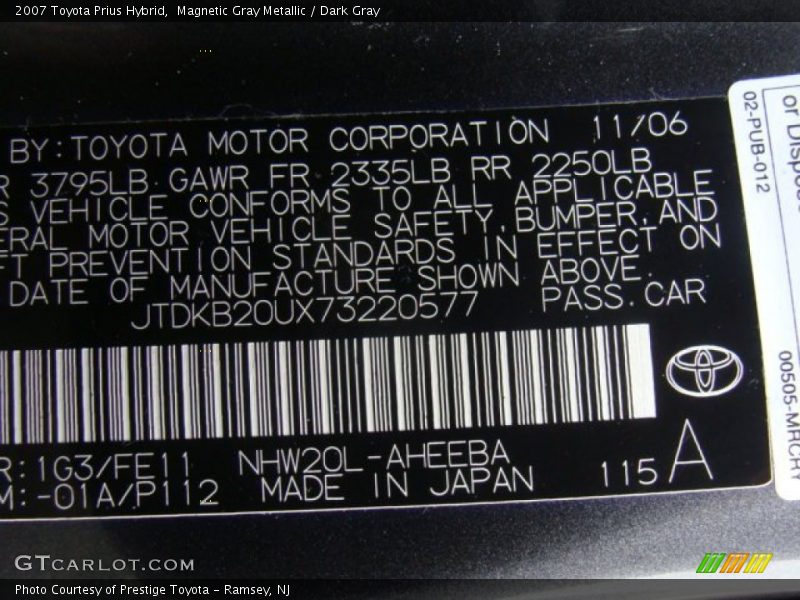 2007 Toyota Prius Hybrid, Magnetic Gray Metallic / Dark Gray
BY: TOYOTA MOTOR CORPORATION 11/06
R 3795LB GAWR FR 2335LB RR 2250LB
S VEHICLE CONFORMS TO ALL APPLICABLE
ERAL MOTOR VEHICLE SAFETY, BUMPER, AND
FT PREVENTION STANDARDS IN EFFECT ON
DATE OF MANUFACTURE SHOWN ABOVE.
JTDKB20UX73220577 PASS. CAR
R: 1G3/FE11 NHW20L-AHEEBA
M: -01A/P112 MADE IN JAPAN 115 A
or Dispos
02-PUB-012
00505-MRCHY
GTCARLOT.COM
Photo Courtesy of Prestige Toyota - Ramsey, NJ